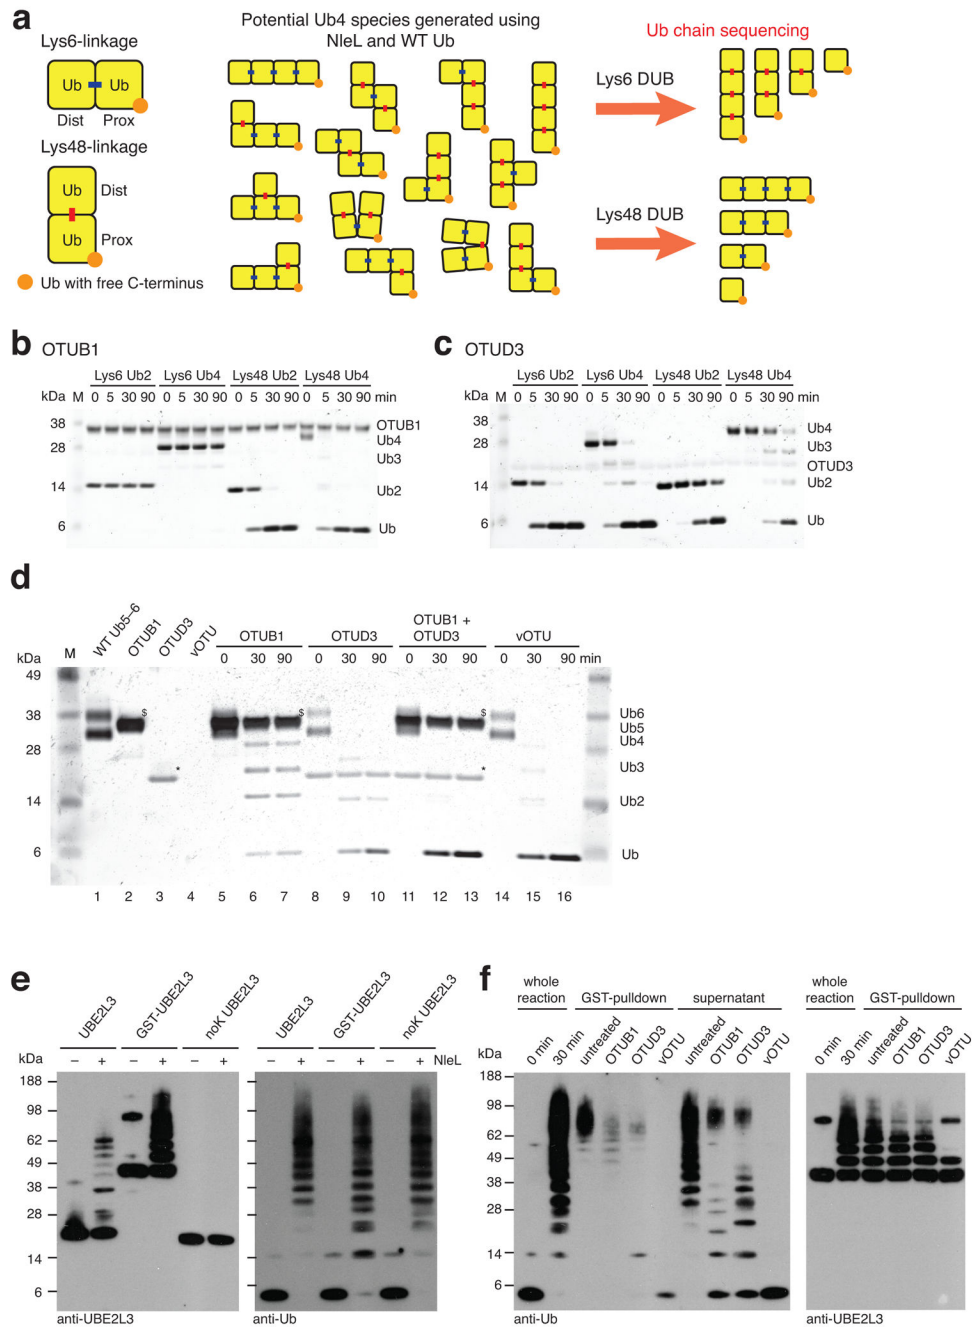 a
Lys6-linkage
Ub Ub
Dist Prox
Lys48-linkage
Ub Dist
Ub Prox
Ub with free C-terminus
Potential Ub4 species generated using
NleL and WT Ub
Ub chain sequencing
Lys6 DUB
Lys48 DUB
b OTUB1
Lys6 Ub2 Lys6 Ub4 Lys48 Ub2 Lys48 Ub4
kDa M 0 5 30 90 0 5 30 90 0 5 30 90 0 5 30 90 min
38
28
14
6
OTUB1
Ub4
Ub3
Ub2
Ub
c OTUD3
Lys6 Ub2 Lys6 Ub4 Lys48 Ub2 Lys48 Ub4
kDa M 0 5 30 90 0 5 30 90 0 5 30 90 0 5 30 90 min
38
28
14
6
Ub4
Ub3
OTUD3
Ub2
Ub
d
WT Ub5–6 OTUB1 OTUD3 vOTU OTUB1 OTUD3 OTUB1 +
OTUD3 vOTU
kDa M 0 30 90 0 30 90 0 30 90 0 30 90 min
49
38
28
14
6
$ * $ $ *
Ub6
Ub5
Ub4
Ub3
Ub2
Ub
1 2 3 4 5 6 7 8 9 10 11 12 13 14 15 16
e
UBE2L3 GST-UBE2L3 noK UBE2L3 UBE2L3 GST-UBE2L3 noK UBE2L3
kDa – + – + – + – + – + – + NleL
188
98
62
49
38
28
14
6
anti-UBE2L3 anti-Ub
f
whole
reaction GST-pulldown supernatant
0 min 30 min untreated OTUB1 OTUD3 vOTU untreated OTUB1 OTUD3 vOTU
whole
reaction GST-pulldown
0 min 30 min untreated OTUB1 OTUD3 vOTU
kDa
188
98
62
49
38
28
14
6
anti-Ub anti-UBE2L3